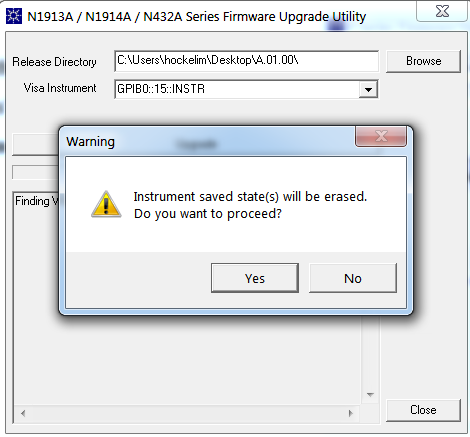 N1913A / N1914A / N432A Series Firmware Upgrade Utility
Release Directory
C:\Users\hockelim\Desktop\A.01.00\
Browse
Visa Instrument
GPIB0::15::INSTR
Upgrade
Warning
Finding V
Instrument saved state(s) will be erased.
Do you want to proceed?
Yes
No
Close